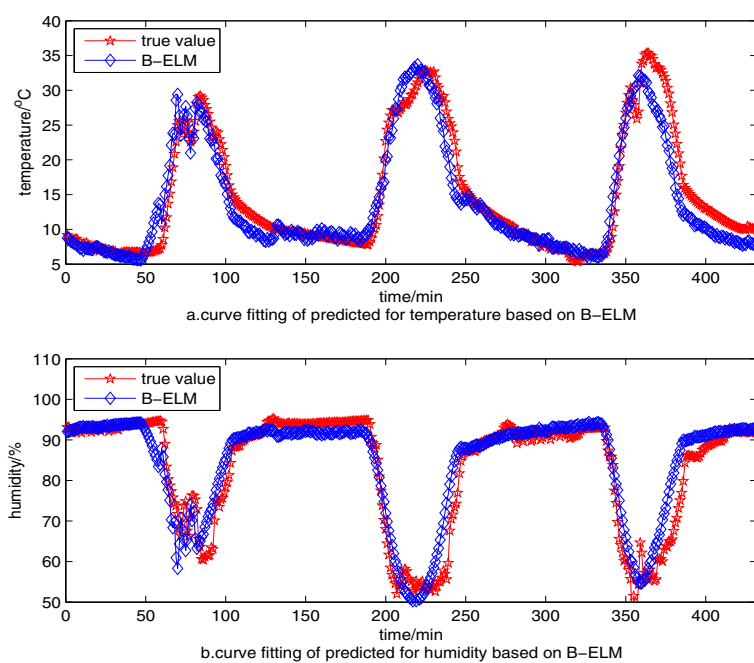 40
35
30
25
20
15
10
5
temperature/°C
true value
B-ELM
0 50 100 150 200 250 300 350 400
time/min
a.curve fitting of predicted for temperature based on B-ELM
110
100
90
80
70
60
50
humidity/%
true value
B-ELM
0 50 100 150 200 250 300 350 400
time/min
b.curve fitting of predicted for humidity based on B-ELM